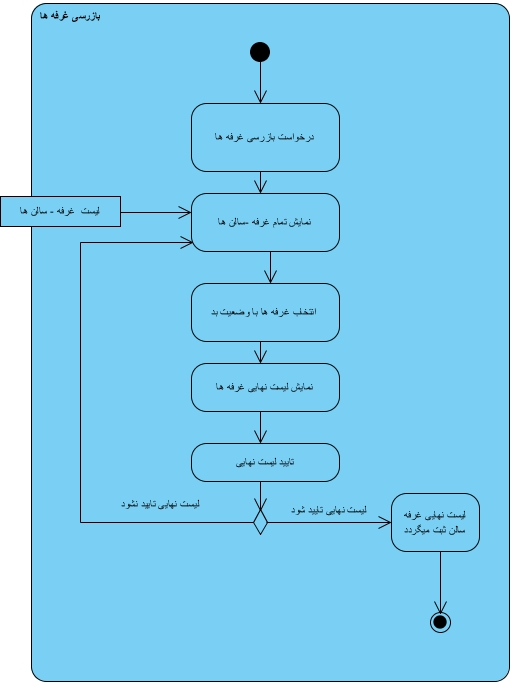 بازرسی غرفه ها
درخواست بازرسی غرفه ها
لیست غرفه - سالن ها
نمایش تمام غرفه -سالن ها
انتخاب غرفه ها با وضعیت بد
نمایش لیست نهایی غرفه ها
تایید لیست نهایی
لیست نهایی تایید نشود
لیست نهایی تایید شود
لیست نهایی غرفه
سالن ثبت میگردد